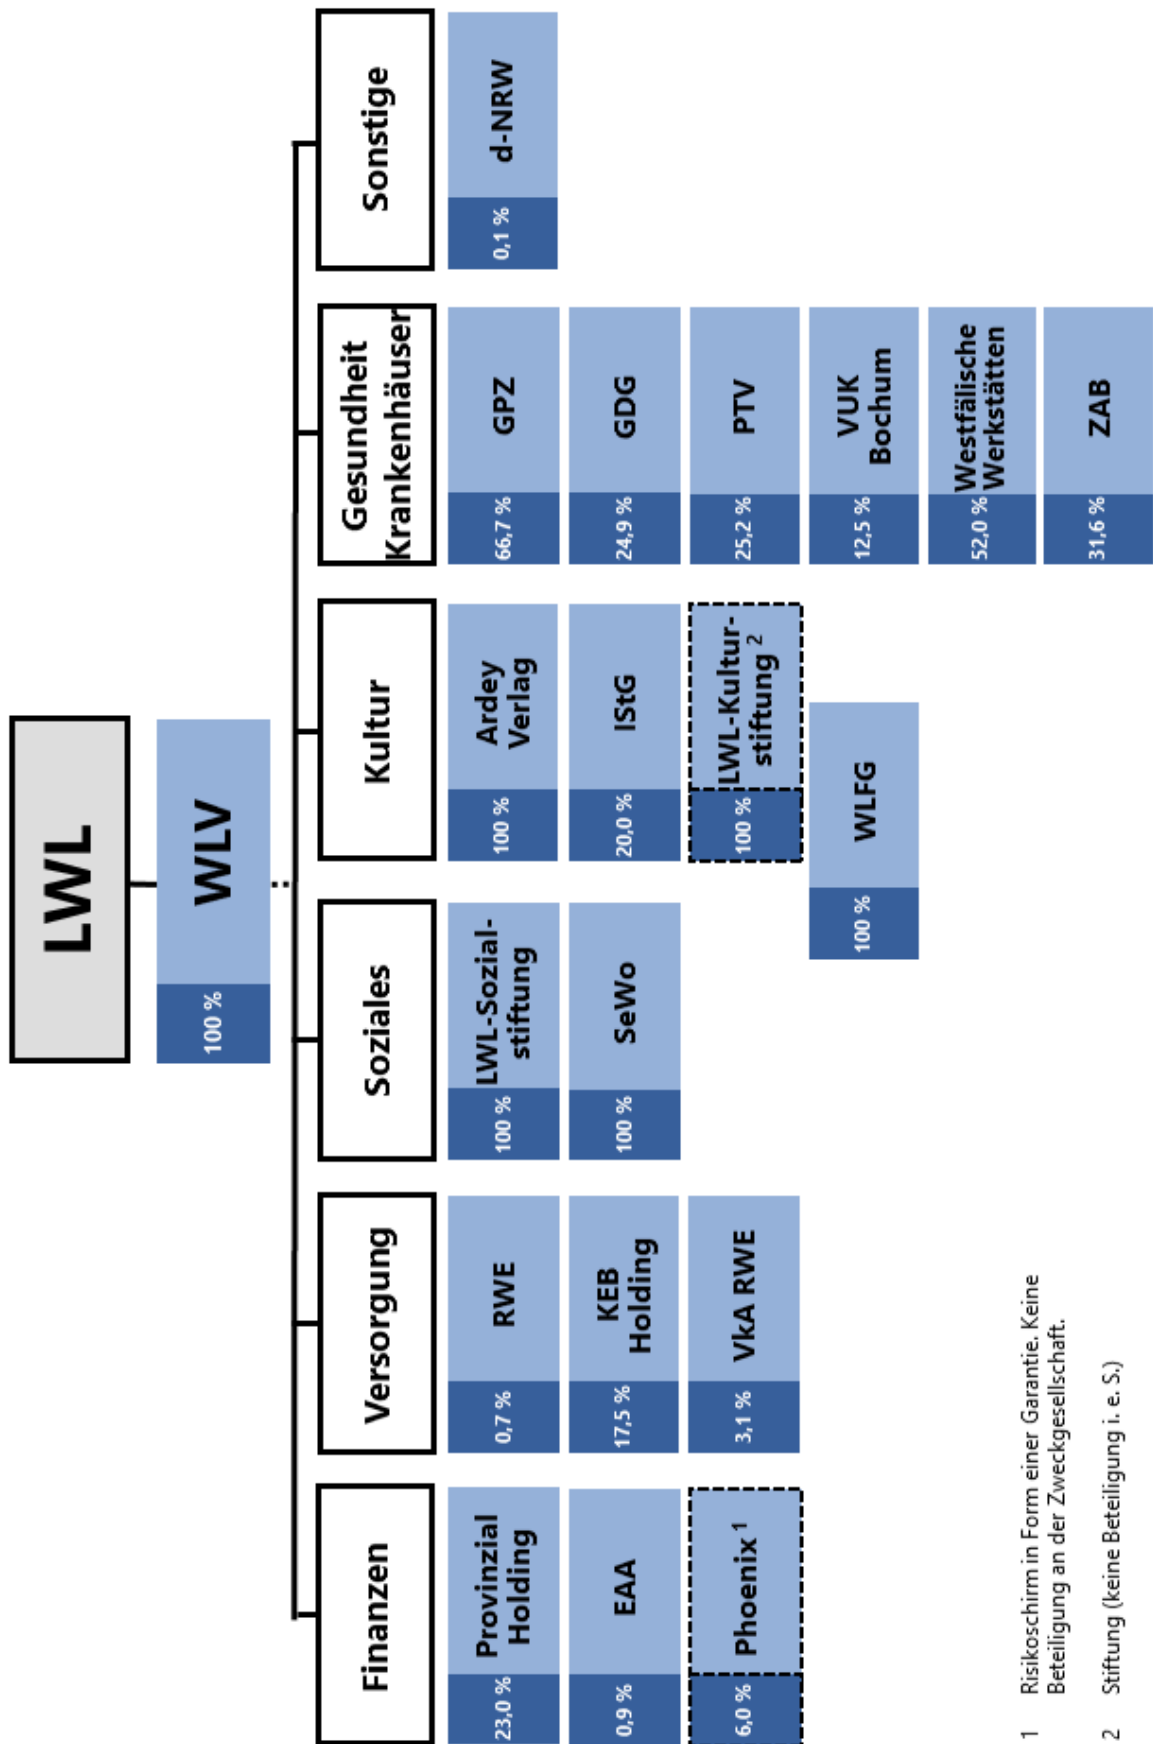 LWL
100 %
WLV
Finanzen
23,0 %
Provinzial
Holding
0,9 %
EAA
6,0 %
Phoenix 1
Versorgung
0,7 %
RWE
17,5 %
KEB
Holding
3,1 %
VkA RWE
Soziales
100 %
LWL-Sozial-
stiftung
100 %
SeWo
Kultur
100 %
Ardey
Verlag
20,0 %
IStG
100 %
LWL-Kultur-
stiftung 2
100 %
WLFG
Gesundheit
Krankenhäuser
66,7 %
GPZ
24,9 %
GDG
25,2 %
PTV
12,5 %
VUK
Bochum
52,0 %
Westfälische
Werkstätten
31,6 %
ZAB
Sonstige
0,1 %
d-NRW
1 Risikoschirm in Form einer Garantie. Keine
Beteiligung an der Zweckgesellschaft.
2 Stiftung (keine Beteiligung i. e. S.)